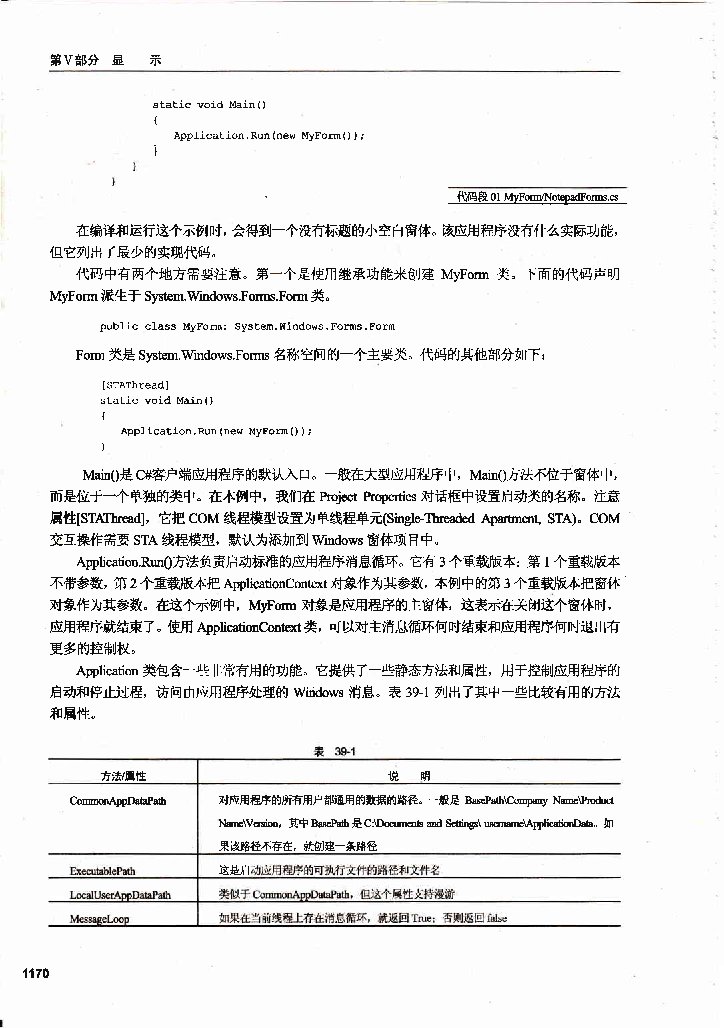 第V部分 显 示
static void Main()
{
Application.Run(new MyForm());
}
}
}
代码段 01 MyForm/NotepadForms.cs
在编译和运行这个示例时，会得到一个没有标题的小空白窗体。该应用程序没有什么实际功能，
但它列出了最少的实现代码。
代码中有两个地方需要注意。第一个是使用继承功能来创建 MyForm 类。下面的代码声明
MyForm 派生于 System.Windows.Forms.Form 类。
public class MyForm: System.Windows.Forms.Form
Form 类是 System.Windows.Forms 名称空间的一个主要类。代码的其他部分如下：
[STAThread]
static void Main()
{
Application.Run(new MyForm());
}
Main()是 C#客户端应用程序的默认入口。一般在大型应用程序中，Main()方法不位于窗体中，
而是位于一个单独的类中。在本例中，我们在 Project Properties 对话框中设置启动类的名称。注意
属性[STAThread]，它把 COM 线程模型设置为单线程单元(Single-Threaded Apartment, STA)。COM
交互操作需要 STA 线程模型，默认为添加到 Windows 窗体项目中。
Application.Run()方法负责启动标准的应用程序消息循环。它有 3 个重载版本：第 1 个重载版本
不带参数，第 2 个重载版本把 ApplicationContext 对象作为其参数，本例中的第 3 个重载版本把窗体
对象作为其参数。在这个示例中，MyForm 对象是应用程序的主窗体，这表示在关闭这个窗体时，
应用程序就结束了。使用 ApplicationContext 类，可以对主消息循环何时结束和应用程序何时退出有
更多的控制权。
Application 类包含一些非常有用的功能。它提供了一些静态方法和属性，用于控制应用程序的
启动和停止过程，访问由应用程序处理的 Windows 消息。表 39-1 列出了其中一些比较有用的方法
和属性。
表 39-1
方法/属性 说 明
CommonAppDataPath 对应用程序的所有用户都通用的数据的路径。一般是 BasePath\Company Name\Product
Name\Version，其中 BasePath 是 C:\Documents and Settings\ username\ApplicationData.. 如
果该路径不存在，就创建一条路径
ExecutablePath 这是启动应用程序的可执行文件的路径和文件名
LocalUserAppDataPath 类似于 CommonAppDataPath，但这个属性支持漫游
MessageLoop 如果在当前线程上存在消息循环，就返回 True；否则返回 false
1170